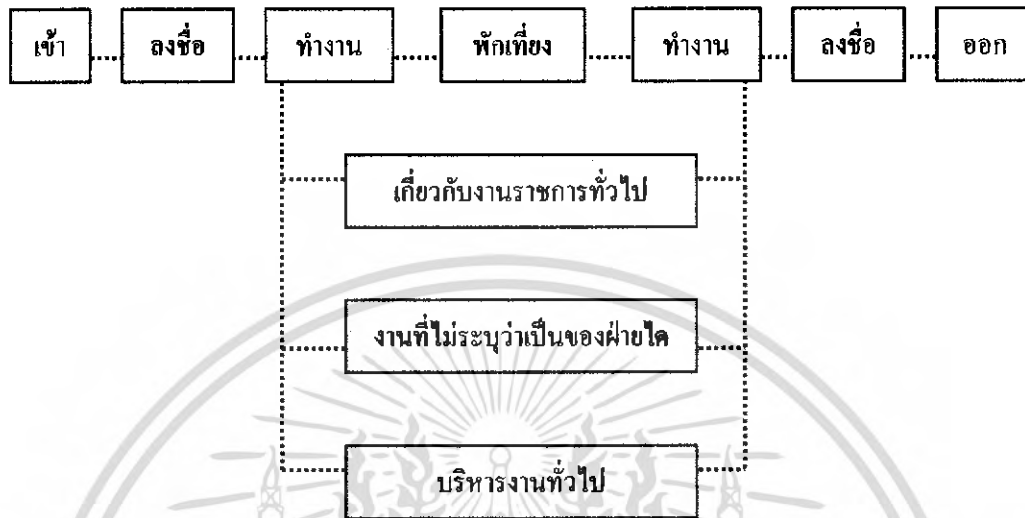 เข้า
ลงชื่อ
ทำงาน
พักเที่ยง
ทำงาน
ลงชื่อ
ออก
เกี่ยวกับงานราชการทั่วไป
งานที่ไม่ระบุว่าเป็นของฝ่ายใด
บริหารงานทั่วไป